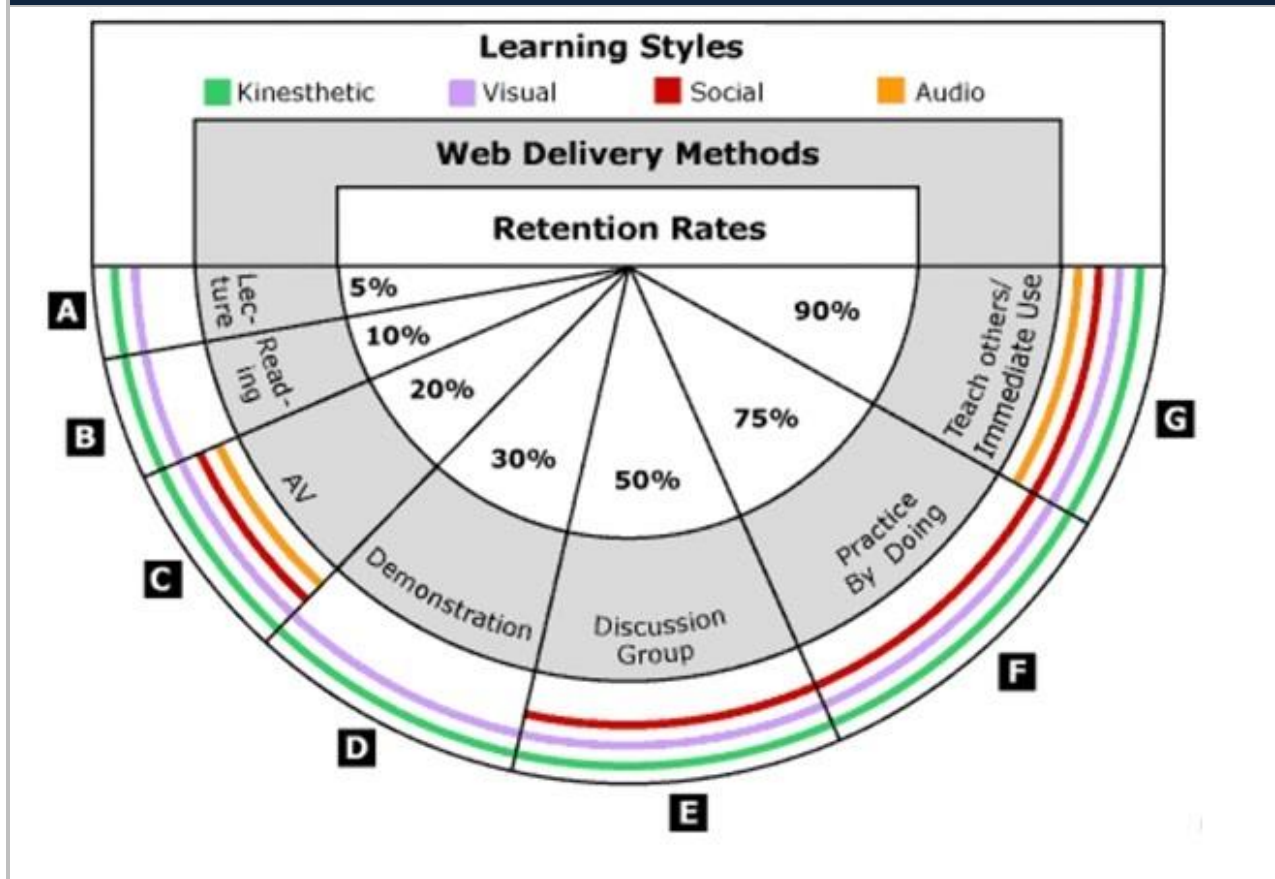 Learning Styles
Kinesthetic Visual Social Audio
Web Delivery Methods
Retention Rates
A
Lec-
ture
5%
B
Read-
ing
10%
C
AV
20%
D
Demonstration
30%
E
Discussion
Group
50%
F
Practice
By Doing
75%
G
Teach others/
Immediate Use
90%